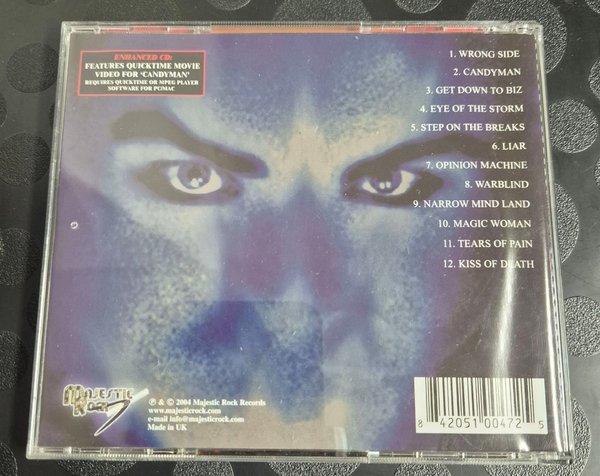 ENHANCED CD:
FEATURES QUICKTIME MOVIE
VIDEO FOR 'CANDYMAN'
REQUIRES QUICKTIME OR MPEG PLAYER
SOFTWARE FOR PC/MAC
1. WRONG SIDE
2. CANDYMAN
3. GET DOWN TO BIZ
4. EYE OF THE STORM
5. STEP ON THE BREAKS
6. LIAR
7. OPINION MACHINE
8. WARBLIND
9. NARROW MIND LAND
10. MAGIC WOMAN
11. TEARS OF PAIN
12. KISS OF DEATH
MAJESTIC
ROCK
℗ & © 2004 Majestic Rock Records
www.majesticrock.com
e-mail info@majesticrock.com
Made in UK
8 42051 00472 5